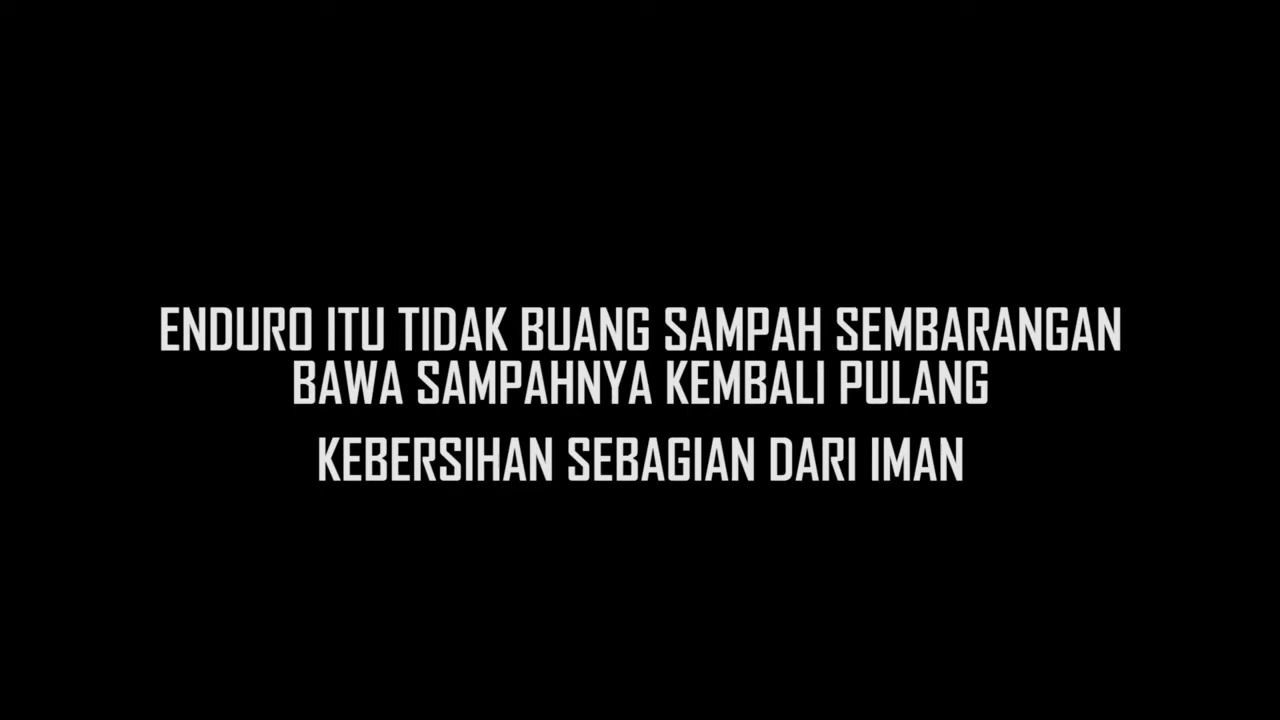 ENDURO ITU TIDAK BUANG SAMPAH SEMBARANGAN
BAWA SAMPAHNYA KEMBALI PULANG
KEBERSIHAN SEBAGIAN DARI IMAN